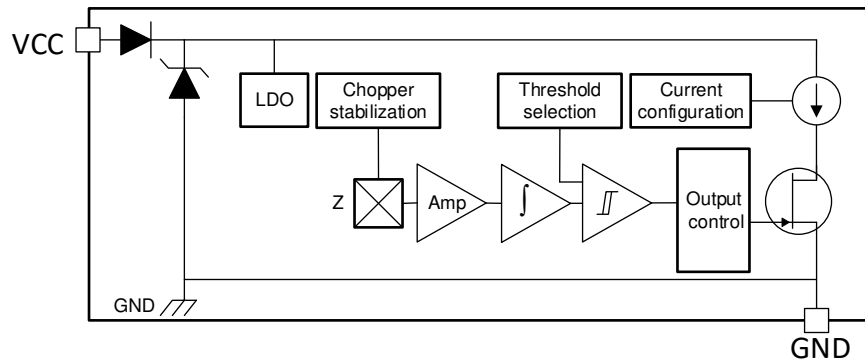 VCC
LDO
Chopper
stabilization
Threshold
selection
Current
configuration
Z
Amp
∫
Output
control
GND
GND